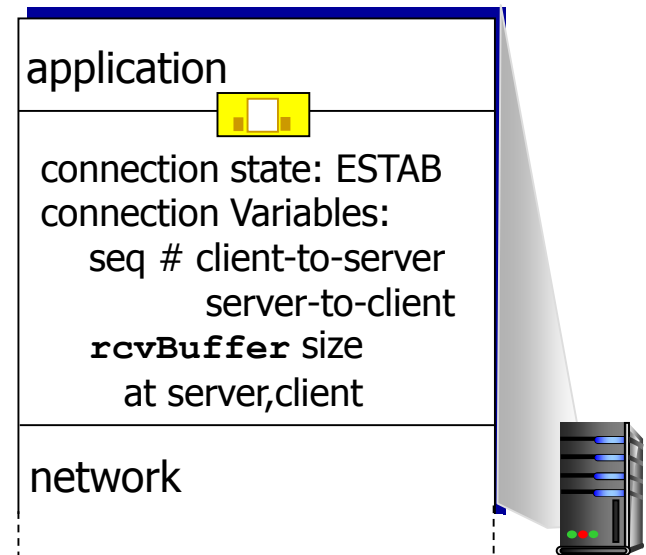 application
connection state: ESTAB
connection Variables:
seq # client-to-server
server-to-client
rcvBuffer size
at server,client
network